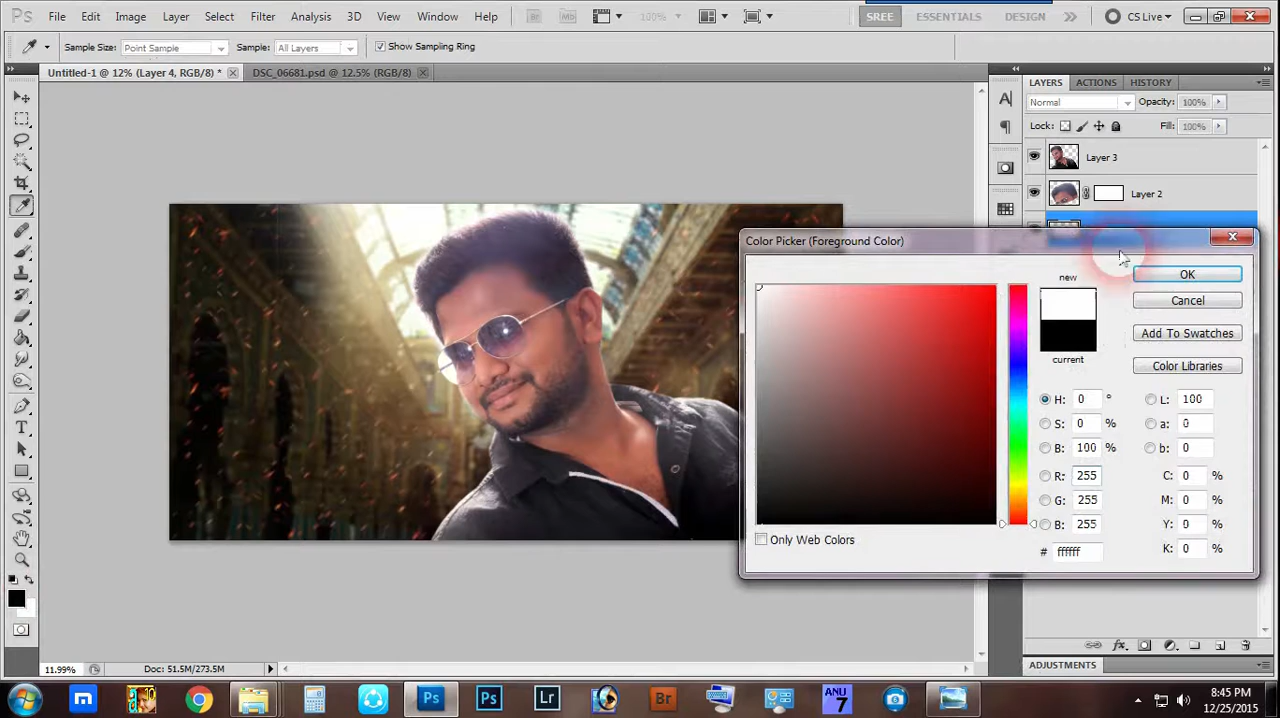 Ps File Edit Image Layer Select Filter Analysis 3D View Window Help Br Mb 100% SREE ESSENTIALS DESIGN CS Live
Sample Size: Point Sample Sample: All Layers Show Sampling Ring
Untitled-1 @ 12% (Layer 4, RGB/8) * DSC_06681.psd @ 12.5% (RGB/8)
LAYERS ACTIONS HISTORY
Normal Opacity: 100%
Lock: Fill: 100%
Layer 3
Layer 2
Color Picker (Foreground Color)
new
current
OK
Cancel
Add To Swatches
Color Libraries
H: 0 ° L: 100
S: 0 % a: 0
B: 100 % b: 0
R: 255 C: 0 %
G: 255 M: 0 %
B: 255 Y: 0 %
# ffffff K: 0 %
Only Web Colors
11.99% Doc: 51.5M/273.5M
ADJUSTMENTS
Ps Ps Lr Br ANU 7
8:45 PM
12/25/2015